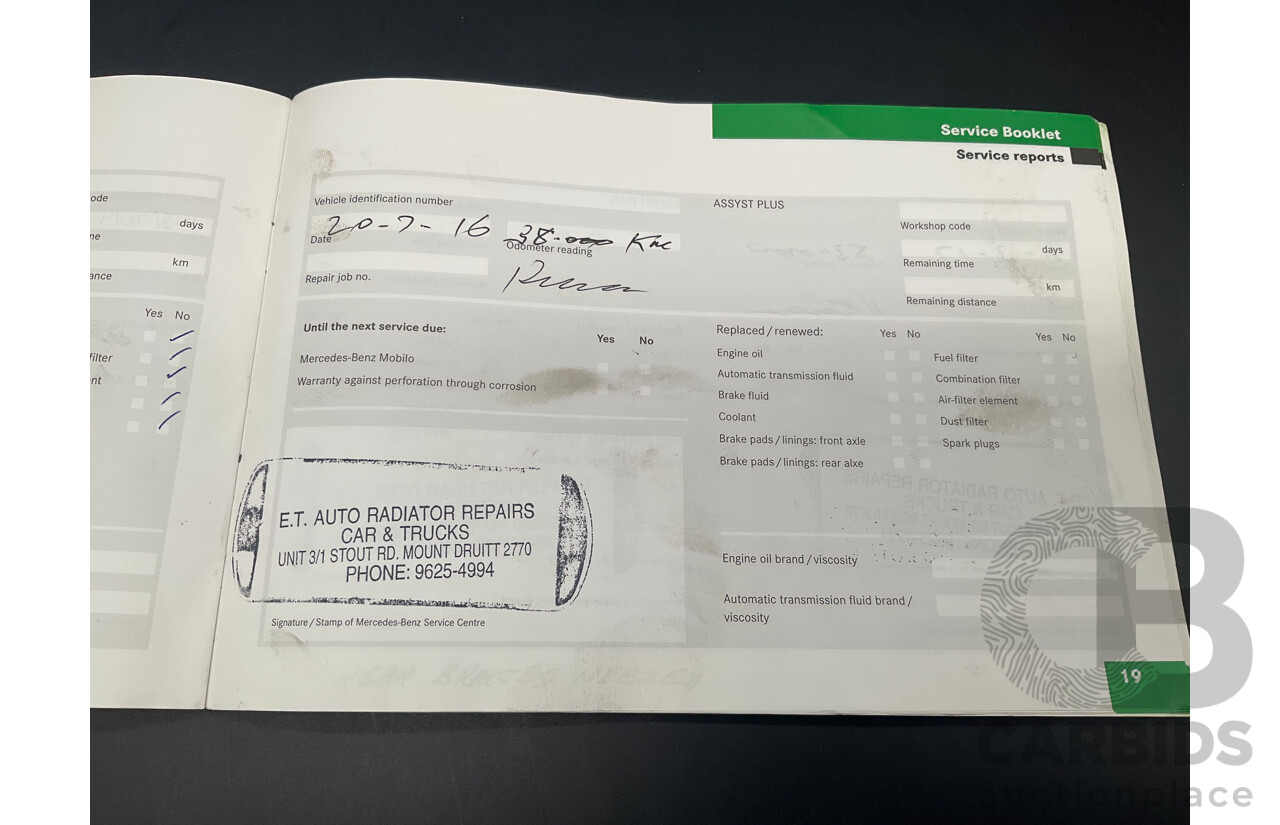 Service Booklet
Service reports
ode
days
ne
km
ance
Yes No
filter
nt
Vehicle identification number
20-7-16
Date
38-000 Km
Odometer reading
Repair job no.
ASSYST PLUS
Workshop code
days
Remaining time
km
Remaining distance
Until the next service due:
Yes No
Mercedes-Benz Mobilo
Warranty against perforation through corrosion
Replaced / renewed:
Yes No
Engine oil
Automatic transmission fluid
Brake fluid
Coolant
Brake pads / linings: front axle
Brake pads / linings: rear alxe
Yes No
Fuel filter
Combination filter
Air-filter element
Dust filter
Spark plugs
E.T. AUTO RADIATOR REPAIRS
CAR & TRUCKS
UNIT 3/1 STOUT RD. MOUNT DRUITT 2770
PHONE: 9625-4994
Signature / Stamp of Mercedes-Benz Service Centre
Engine oil brand / viscosity
Automatic transmission fluid brand /
viscosity
19
CARBIDS
auctionplace